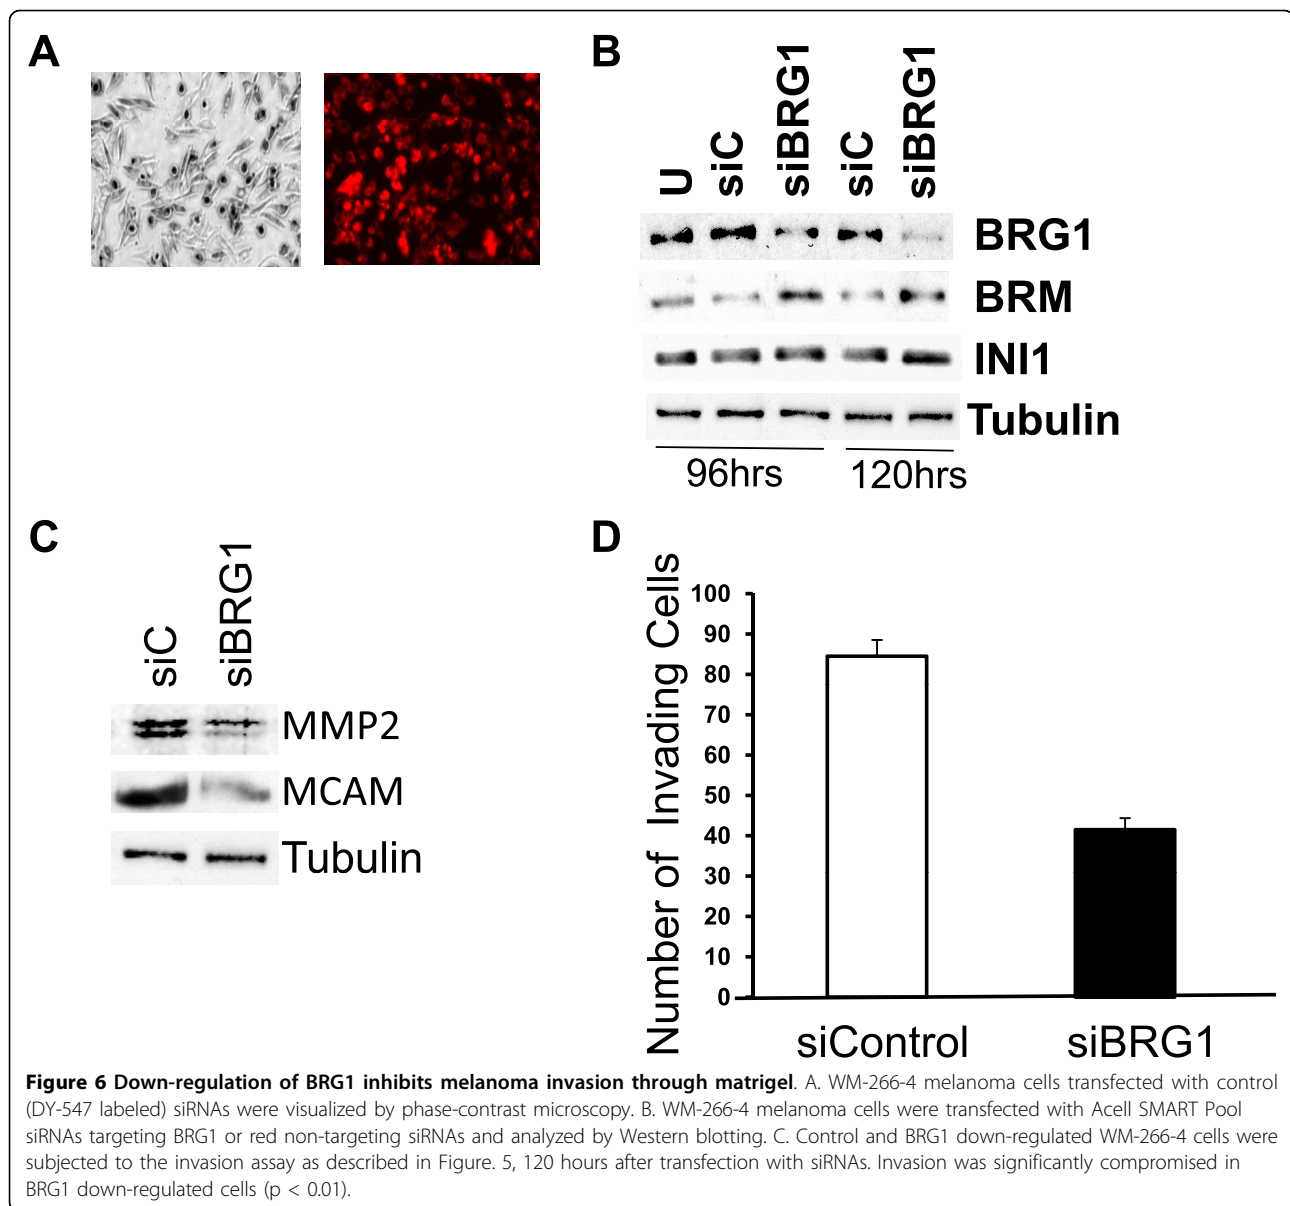 A
B
U
siC
siBRG1
siC
siBRG1
BRG1
BRM
INI1
Tubulin
96hrs
120hrs
C
siC
siBRG1
MMP2
MCAM
Tubulin
D
Number of Invading Cells
100
90
80
70
60
50
40
30
20
10
0
siControl
siBRG1
Figure 6 Down-regulation of BRG1 inhibits melanoma invasion through matrigel. A. WM-266-4 melanoma cells transfected with control
(DY-547 labeled) siRNAs were visualized by phase-contrast microscopy. B. WM-266-4 melanoma cells were transfected with Acell SMART Pool
siRNAs targeting BRG1 or red non-targeting siRNAs and analyzed by Western blotting. C. Control and BRG1 down-regulated WM-266-4 cells were
subjected to the invasion assay as described in Figure. 5, 120 hours after transfection with siRNAs. Invasion was significantly compromised in
BRG1 down-regulated cells (p < 0.01).